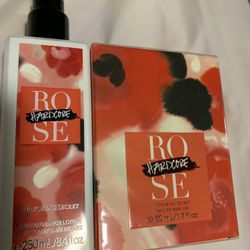 RO
HARDCORE
SE
VICTORIA'S SECRET
250 mL / 8.4 fl oz
RO
HARDCORE
SE
VICTORIA'S SECRET
EAU DE PARFUM
50 ml / 1.7 fl oz